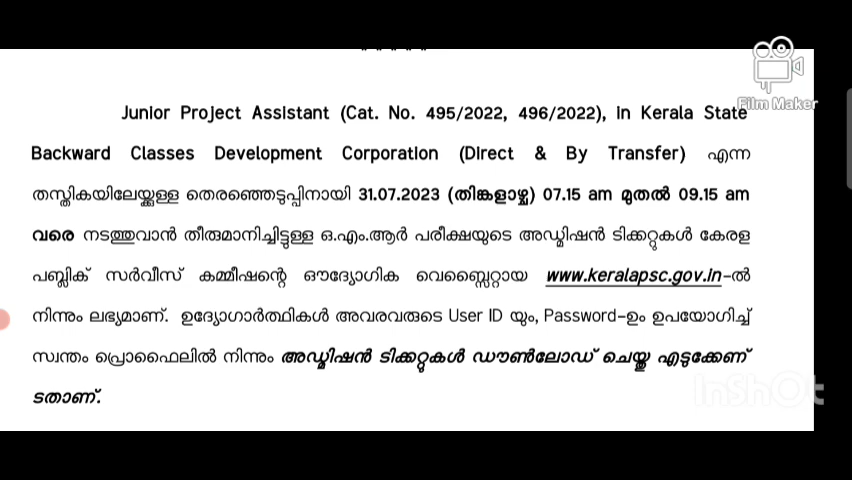 Film Maker
Junior Project Assistant (Cat. No. 495/2022, 496/2022), in Kerala State
Backward Classes Development Corporation (Direct & By Transfer) എന്ന
തസ്തികയിലേയ്ക്കുള്ള തെരഞ്ഞെടുപ്പിനായി 31.07.2023 (തിങ്കളാഴ്ച) 07.15 am മുതൽ 09.15 am
വരെ നടത്തുവാൻ തീരുമാനിച്ചിട്ടുള്ള ഒ.എം.ആർ പരീക്ഷയുടെ അഡ്മിഷൻ ടിക്കറ്റുകൾ കേരള
പബ്ലിക് സർവീസ് കമ്മീഷന്റെ ഔദ്യോഗിക വെബ്സൈറ്റായ www.keralapsc.gov.in-ൽ
നിന്നും ലഭ്യമാണ്. ഉദ്യോഗാർത്ഥികൾ അവരവരുടെ User ID യും, Password-ഉം ഉപയോഗിച്ച്
സ്വന്തം പ്രൊഫൈലിൽ നിന്നും അഡ്മിഷൻ ടിക്കറ്റുകൾ ഡൗൺലോഡ് ചെയ്തു എടുക്കേണ്
ടതാണ്.
InShOt